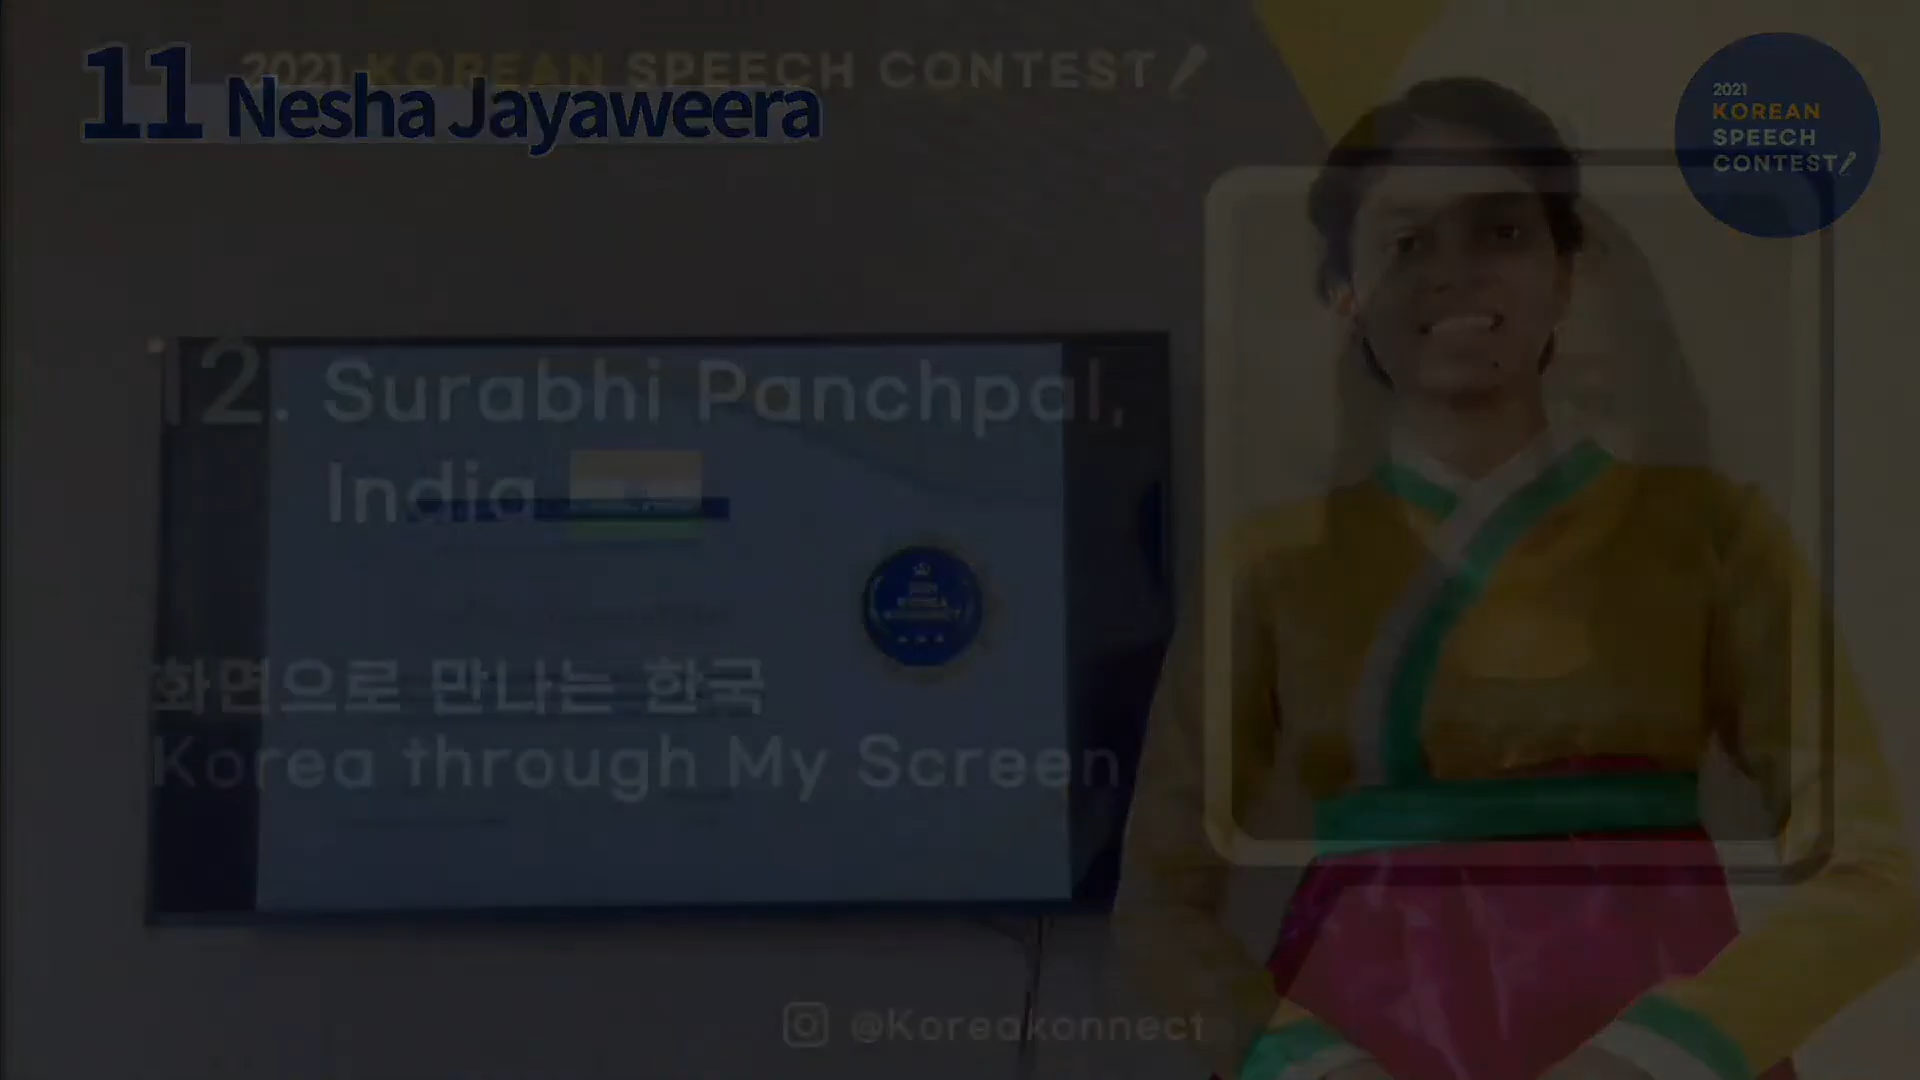 2021 KOREAN SPEECH CONTEST
11 Nesha Jayaweera
2021
KOREAN
SPEECH
CONTEST
12. Surabhi Panchpal,
India
화면으로 만나는 한국
Korea through My Screen
@Koreakonnect